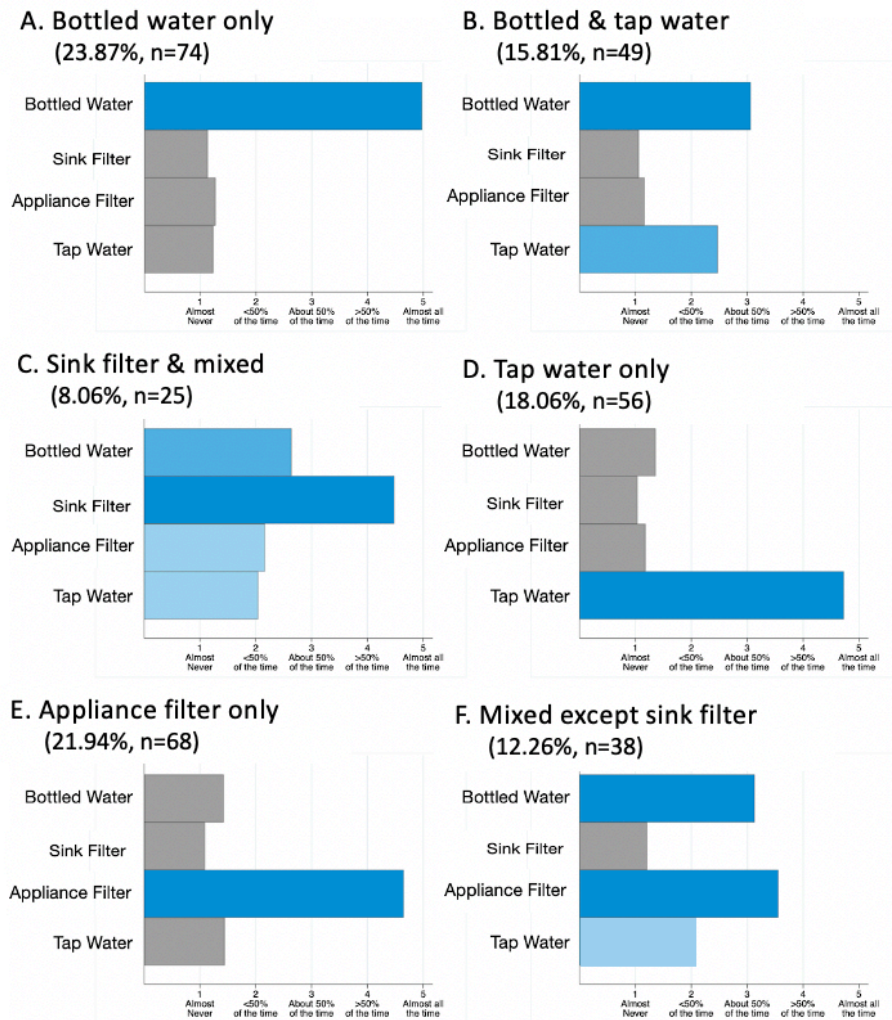 A. Bottled water only
(23.87%, n=74)
Bottled Water
Sink Filter
Appliance Filter
Tap Water
1 2 3 4 5
Almost <50% About 50% >50% Almost all
Never of the time of the time of the time the time
B. Bottled & tap water
(15.81%, n=49)
Bottled Water
Sink Filter
Appliance Filter
Tap Water
1 2 3 4 5
Almost <50% About 50% >50% Almost all
Never of the time of the time of the time the time
C. Sink filter & mixed
(8.06%, n=25)
Bottled Water
Sink Filter
Appliance Filter
Tap Water
1 2 3 4 5
Almost <50% About 50% >50% Almost all
Never of the time of the time of the time the time
D. Tap water only
(18.06%, n=56)
Bottled Water
Sink Filter
Appliance Filter
Tap Water
1 2 3 4 5
Almost <50% About 50% >50% Almost all
Never of the time of the time of the time the time
E. Appliance filter only
(21.94%, n=68)
Bottled Water
Sink Filter
Appliance Filter
Tap Water
1 2 3 4 5
Almost <50% About 50% >50% Almost all
Never of the time of the time of the time the time
F. Mixed except sink filter
(12.26%, n=38)
Bottled Water
Sink Filter
Appliance Filter
Tap Water
1 2 3 4 5
Almost <50% About 50% >50% Almost all
Never of the time of the time of the time the time